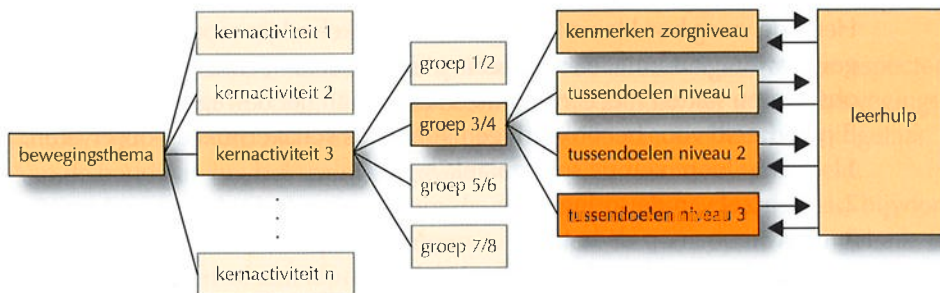 bewegingsthema
kernactiviteit 1
kernactiviteit 2
kernactiviteit 3
kernactiviteit n
groep 1/2
groep 3/4
groep 5/6
groep 7/8
kenmerken zorgniveau
tussendoelen niveau 1
tussendoelen niveau 2
tussendoelen niveau 3
leerhulp